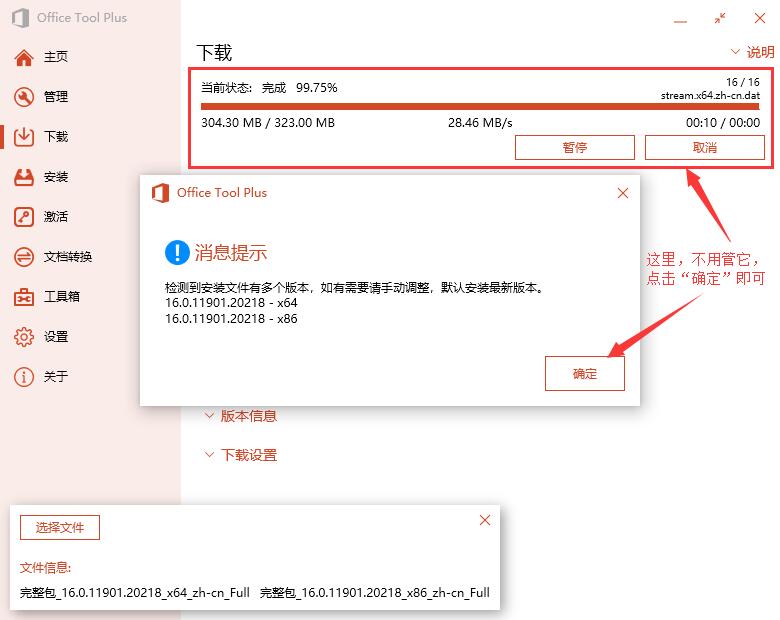 Office Tool Plus
主页
管理
下载
安装
激活
文档转换
工具箱
设置
关于
下载
说明
当前状态: 完成 99.75%
16 / 16
stream.x64.zh-cn.dat
304.30 MB / 323.00 MB 28.46 MB/s 00:10 / 00:00
暂停 取消
Office Tool Plus
消息提示
检测到安装文件有多个版本，如有需要请手动调整，默认安装最新版本。
16.0.11901.20218 - x64
16.0.11901.20218 - x86
确定
这里，不用管它，
点击“确定”即可
版本信息
下载设置
选择文件
文件信息:
完整包_16.0.11901.20218_x64_zh-cn_Full 完整包_16.0.11901.20218_x86_zh-cn_Full